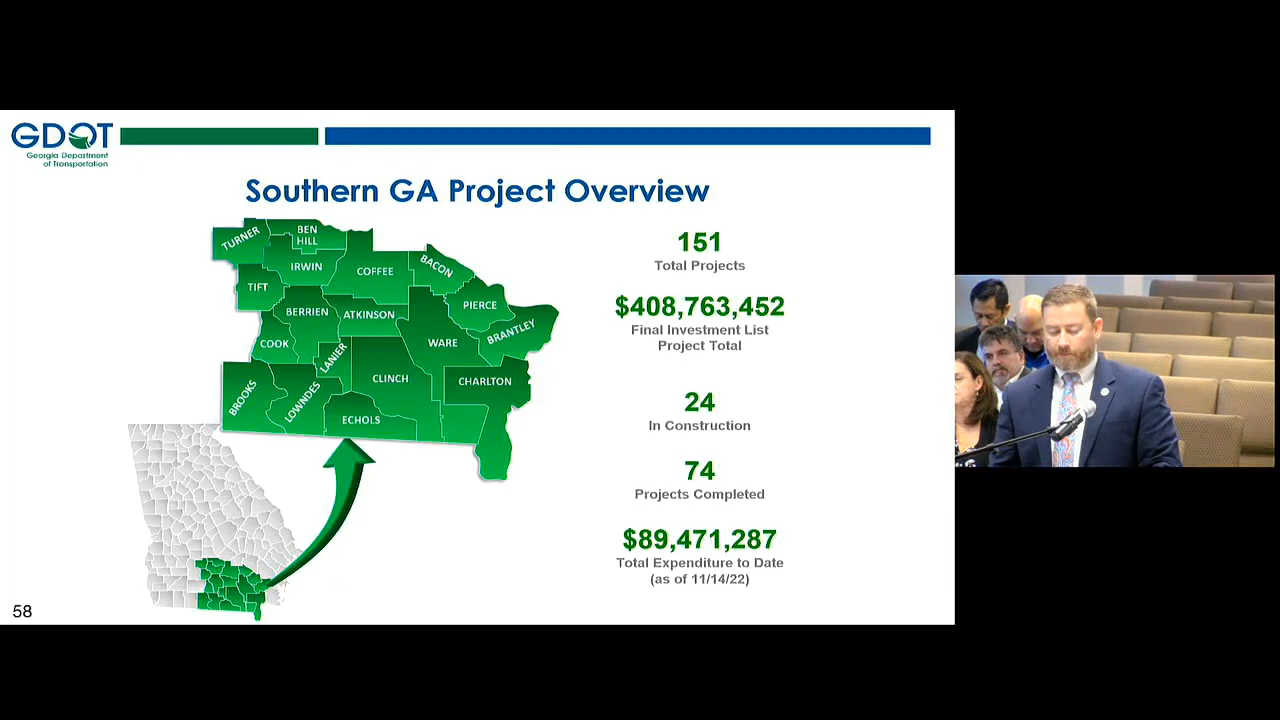 GDOT
Georgia Department
of Transportation
Southern GA Project Overview
TURNER
BEN
HILL
IRWIN
TIFT
COFFEE
BACON
BERRIEN
ATKINSON
PIERCE
COOK
LANIER
WARE
BRANTLEY
BROOKS
LOWNDES
CLINCH
CHARLTON
ECHOLS
151
Total Projects
$408,763,452
Final Investment List
Project Total
24
In Construction
74
Projects Completed
$89,471,287
Total Expenditure to Date
(as of 11/14/22)
58